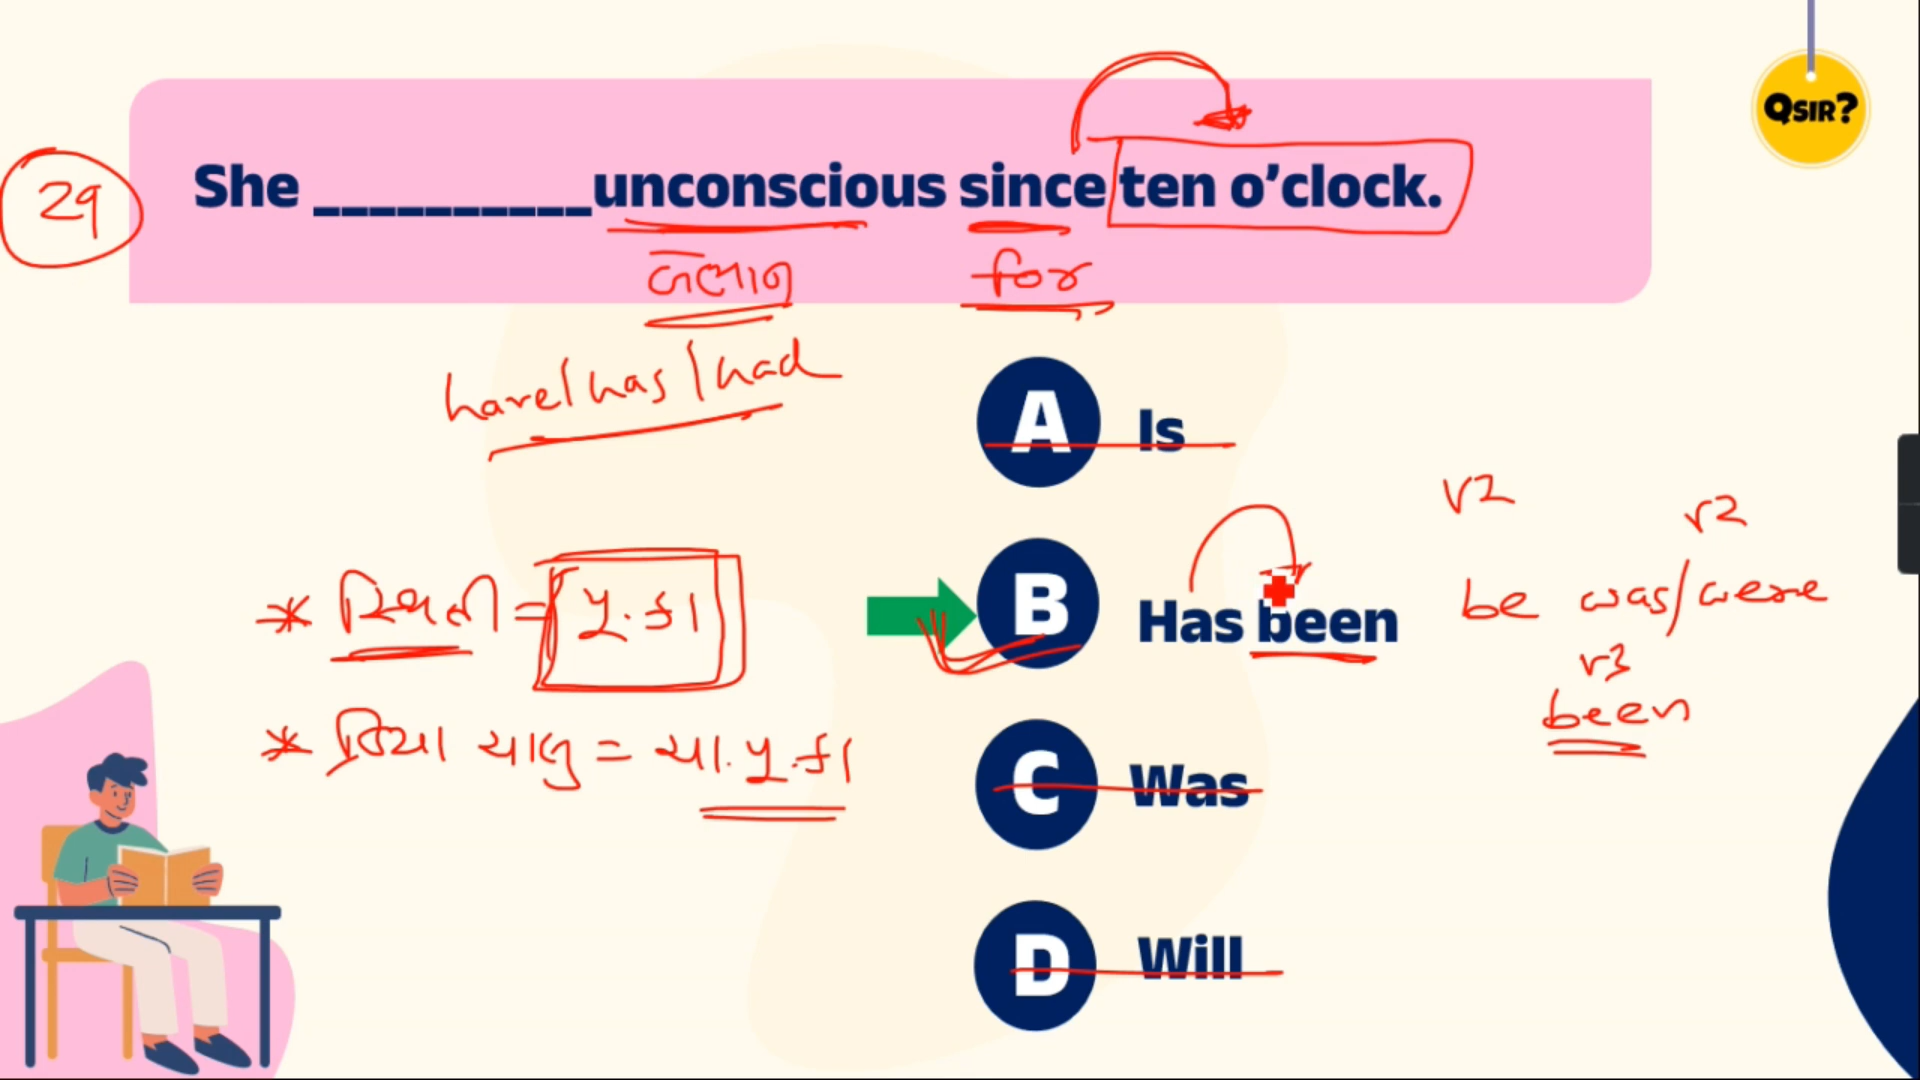 QSIR?
29
She __________unconscious since ten o’clock.
બેભાન
for
have/has/had
A Is
B Has been
V2
V2
be was/were
V3
been
* સ્થિતિ = પૂ.કા
* ક્રિયા ચાલુ = ચા.પૂ.કા
C Was
D Will